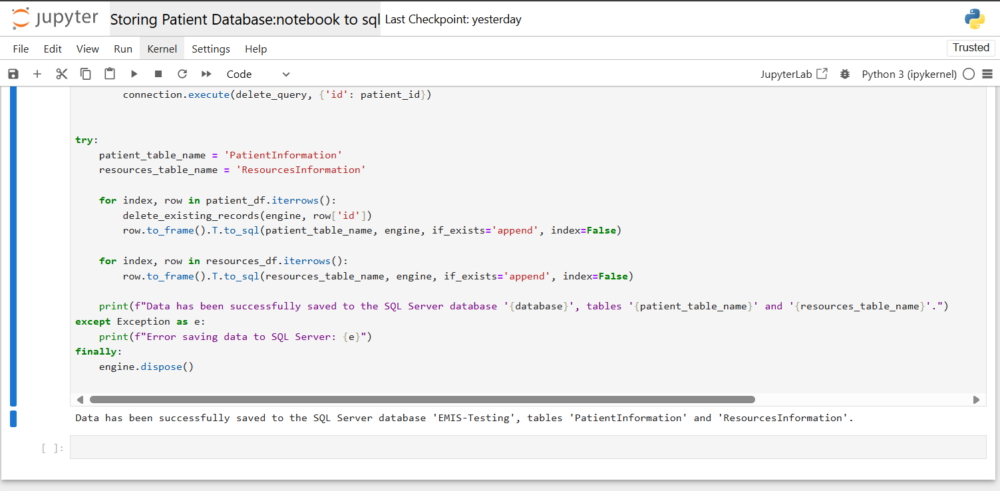 jupyter Storing Patient Database:notebook to sql Last Checkpoint: yesterday
File Edit View Run Kernel Settings Help Trusted
Code JupyterLab Python 3 (ipykernel)
        connection.execute(delete_query, {'id': patient_id})
try:
    patient_table_name = 'PatientInformation'
    resources_table_name = 'ResourcesInformation'
    for index, row in patient_df.iterrows():
        delete_existing_records(engine, row['id'])
        row.to_frame().T.to_sql(patient_table_name, engine, if_exists='append', index=False)
    for index, row in resources_df.iterrows():
        row.to_frame().T.to_sql(resources_table_name, engine, if_exists='append', index=False)
    print(f"Data has been successfully saved to the SQL Server database '{database}', tables '{patient_table_name}' and '{resources_table_name}'.")
except Exception as e:
    print(f"Error saving data to SQL Server: {e}")
finally:
    engine.dispose()
Data has been successfully saved to the SQL Server database 'EMIS-Testing', tables 'PatientInformation' and 'ResourcesInformation'.
[ ]: